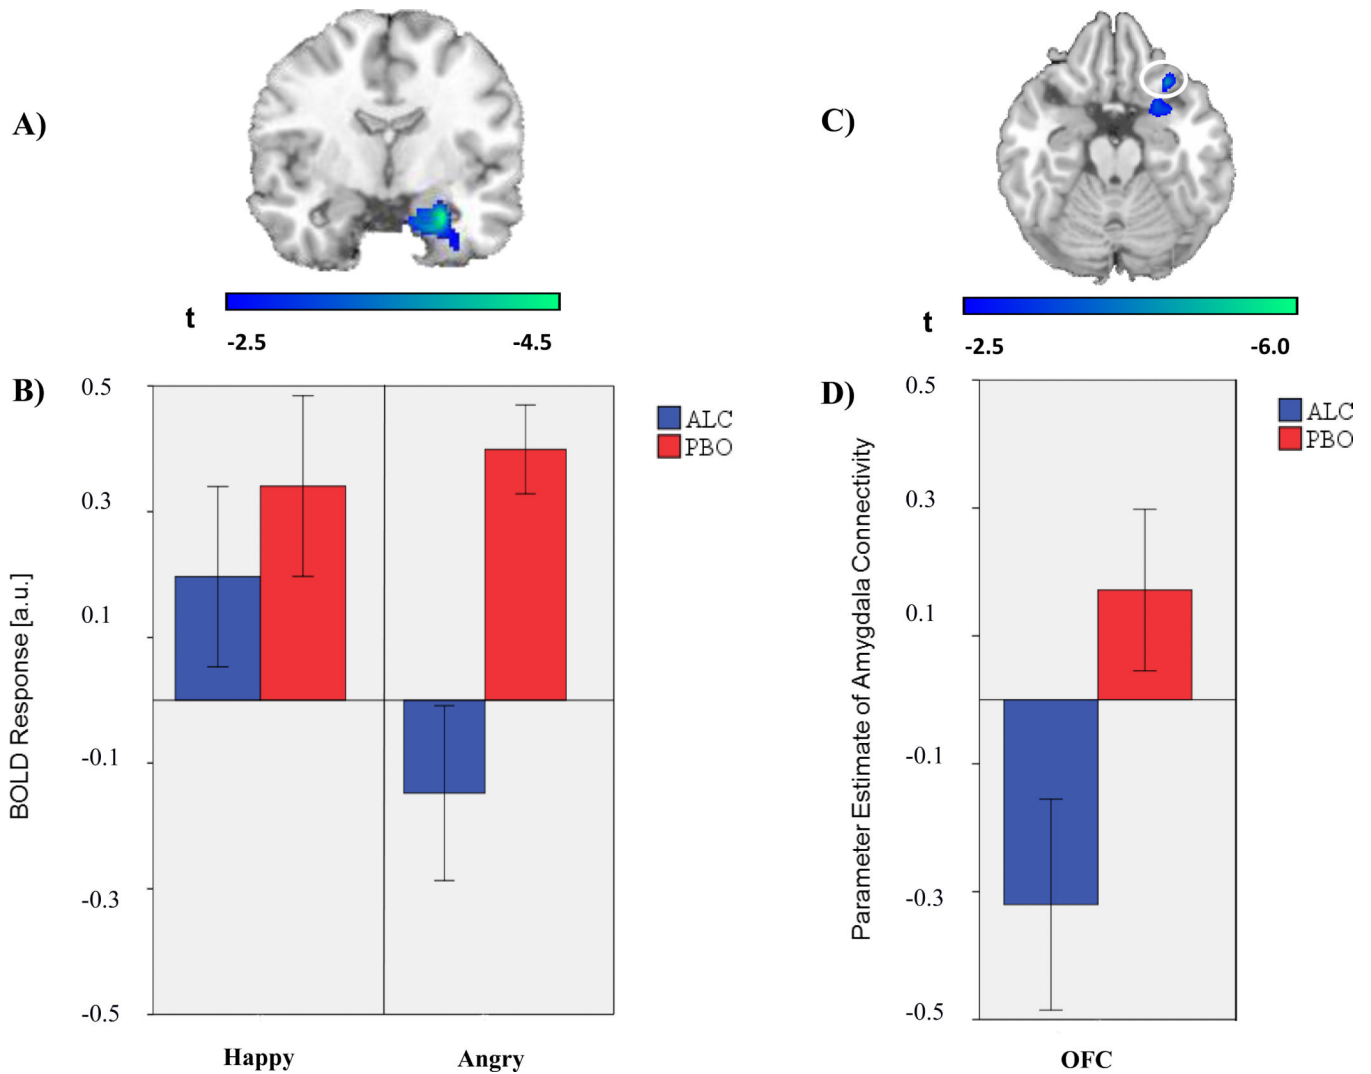 A)
t
-2.5 -4.5
C)
t
-2.5 -6.0
B)
BOLD Response [a.u.]
0.5
0.3
0.1
-0.1
-0.3
-0.5
Happy Angry
ALC
PBO
D)
Parameter Estimate of Amygdala Connectivity
0.5
0.3
0.1
-0.1
-0.3
-0.5
OFC
ALC
PBO